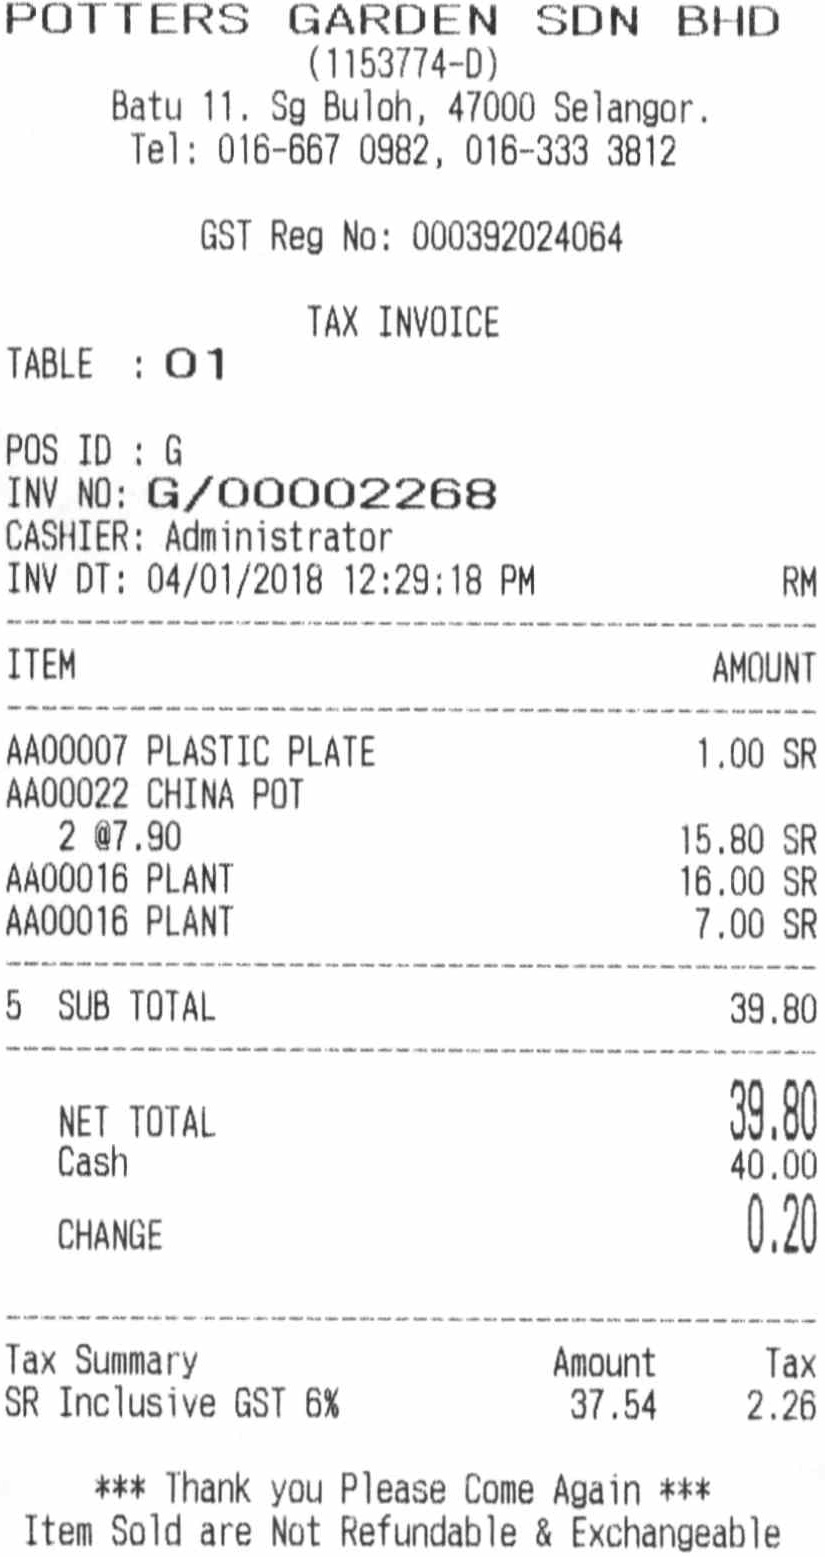 POTTERS GARDEN SDN BHD
(1153774-D)
Batu 11. Sg Buloh, 47000 Selangor.
Tel: 016-667 0982, 016-333 3812
GST Reg No: 000392024064
TAX INVOICE
TABLE : 01
POS ID : G
INV NO: G/00002268
CASHIER: Administrator
INV DT: 04/01/2018 12:29:18 PM RM
ITEM AMOUNT
AA00007 PLASTIC PLATE 1.00 SR
AA00022 CHINA POT
2 @7.90 15.80 SR
AA00016 PLANT 16.00 SR
AA00016 PLANT 7.00 SR
5 SUB TOTAL 39.80
NET TOTAL 39.80
Cash 40.00
CHANGE 0.20
Tax Summary Amount Tax
SR Inclusive GST 6% 37.54 2.26
*** Thank you Please Come Again ***
Item Sold are Not Refundable & Exchangeable